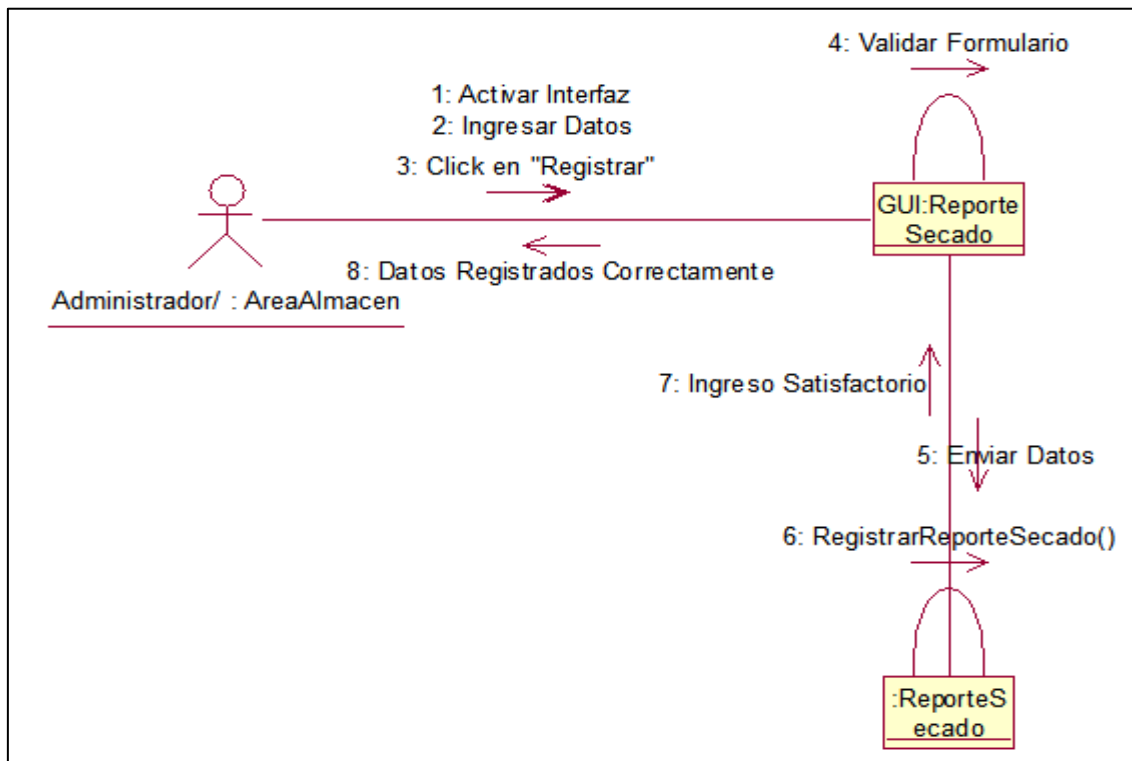 4: Validar Formulario
1: Activar Interfaz
2: Ingresar Datos
3: Click en "Registrar"
GUI:Reporte
Secado
8: Datos Registrados Correctamente
Administrador/ : AreaAlmacen
7: Ingreso Satisfactorio
5: Enviar Datos
6: RegistrarReporteSecado()
:ReporteS
ecado